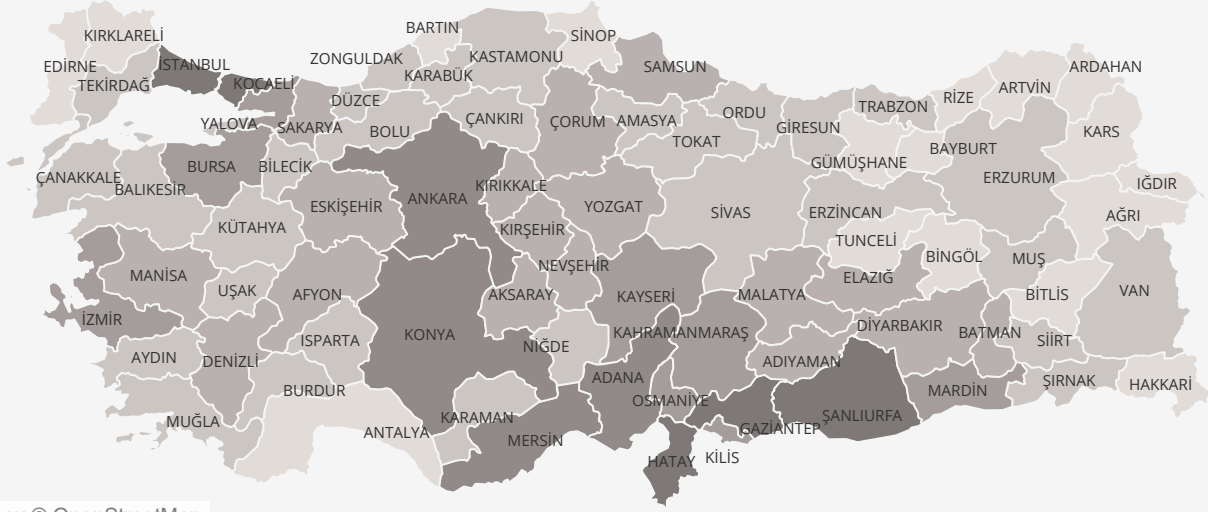 KIRKLARELİ
EDİRNE
TEKİRDAĞ
İSTANBUL
KOCAELİ
YALOVA
SAKARYA
DÜZCE
BOLU
ZONGULDAK
BARTIN
KARABÜK
KASTAMONU
SİNOP
SAMSUN
ÇANKIRI
ÇORUM
AMASYA
TOKAT
ORDU
GİRESUN
TRABZON
RİZE
ARTVİN
ARDAHAN
KARS
GÜMÜŞHANE
BAYBURT
ERZURUM
IĞDIR
AĞRI
ÇANAKKALE
BALIKESİR
BURSA
BİLECİK
ESKİŞEHİR
KÜTAHYA
ANKARA
KIRIKKALE
KIRŞEHİR
YOZGAT
SİVAS
ERZİNCAN
TUNCELİ
BİNGÖL
MUŞ
BİTLİS
VAN
MANİSA
UŞAK
AFYON
İZMİR
AYDIN
DENİZLİ
ISPARTA
BURDUR
MUĞLA
ANTALYA
KONYA
AKSARAY
NEVŞEHİR
NİĞDE
KAYSERİ
KAHRAMANMARAŞ
MALATYA
ELAZIĞ
DİYARBAKIR
BATMAN
SİİRT
ADIYAMAN
ADANA
OSMANİYE
KARAMAN
MERSİN
HATAY
KİLİS
GAZİANTEP
ŞANLIURFA
MARDİN
ŞIRNAK
HAKKARİ
© OpenStreetMap